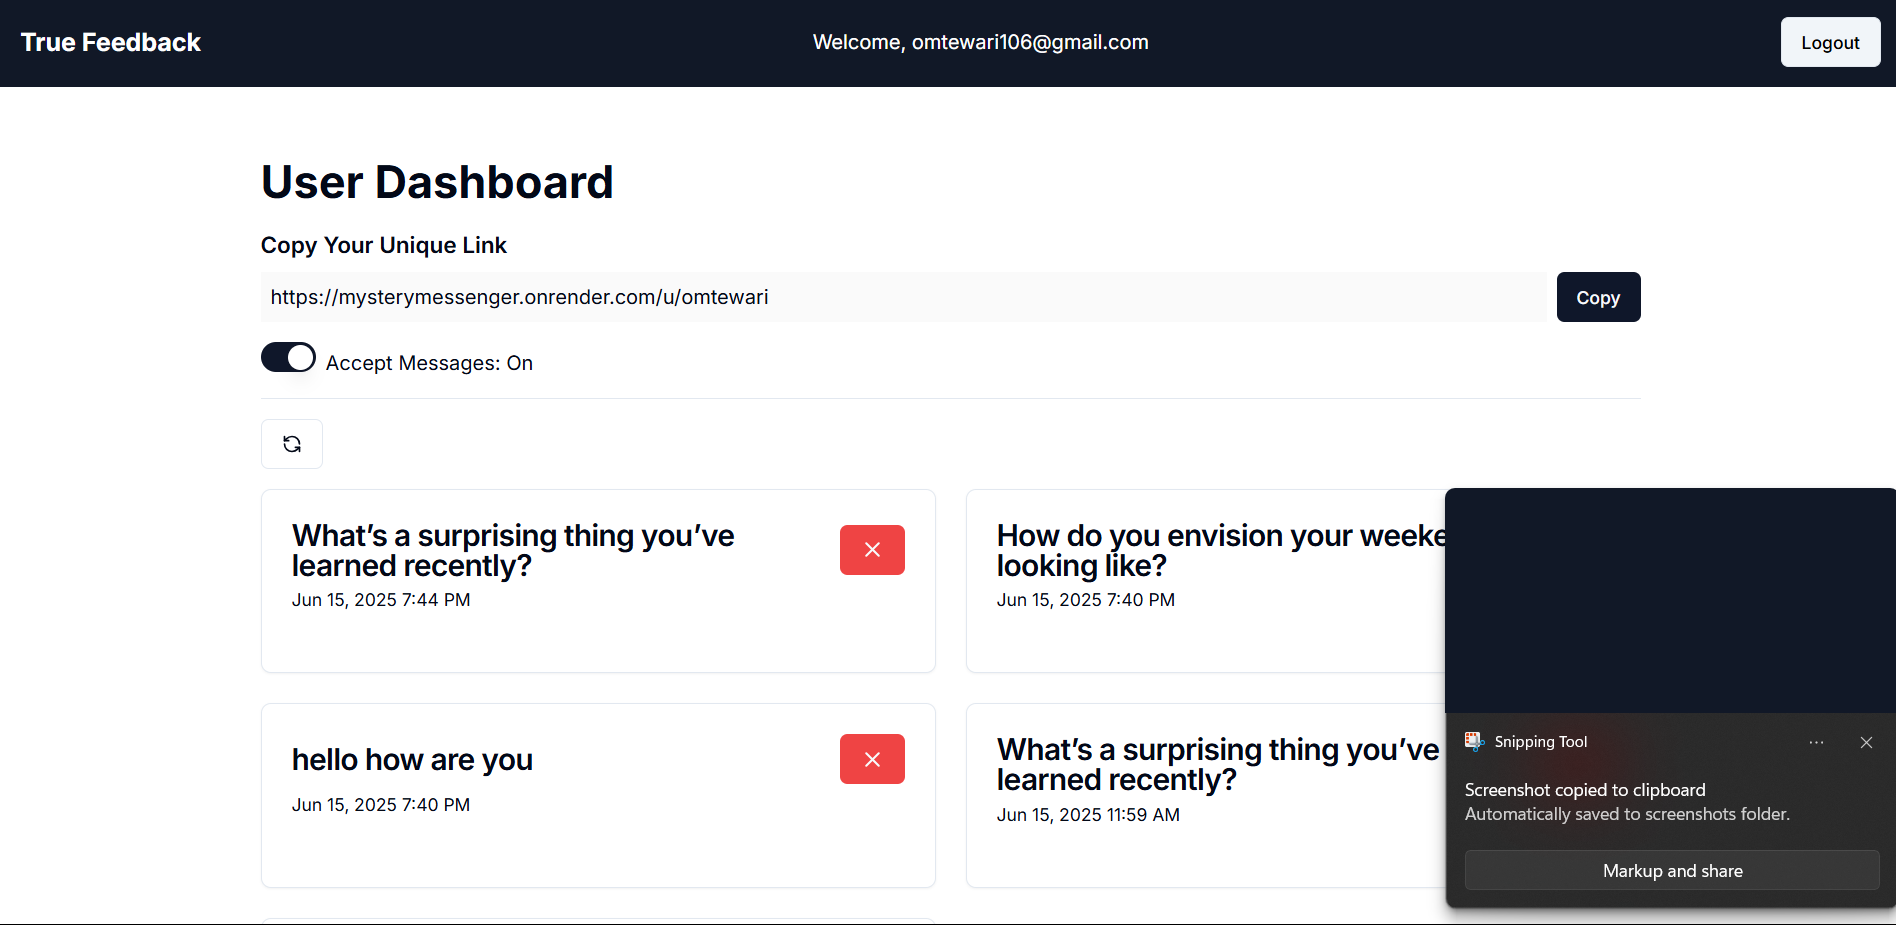 True Feedback
Welcome, omtewari106@gmail.com
Logout
User Dashboard
Copy Your Unique Link
https://mysterymessenger.onrender.com/u/omtewari
Copy
Accept Messages: On
What’s a surprising thing you’ve
learned recently?
Jun 15, 2025 7:44 PM
How do you envision your weeke
looking like?
Jun 15, 2025 7:40 PM
hello how are you
Jun 15, 2025 7:40 PM
What’s a surprising thing you’ve
learned recently?
Jun 15, 2025 11:59 AM
Snipping Tool
Screenshot copied to clipboard
Automatically saved to screenshots folder.
Markup and share